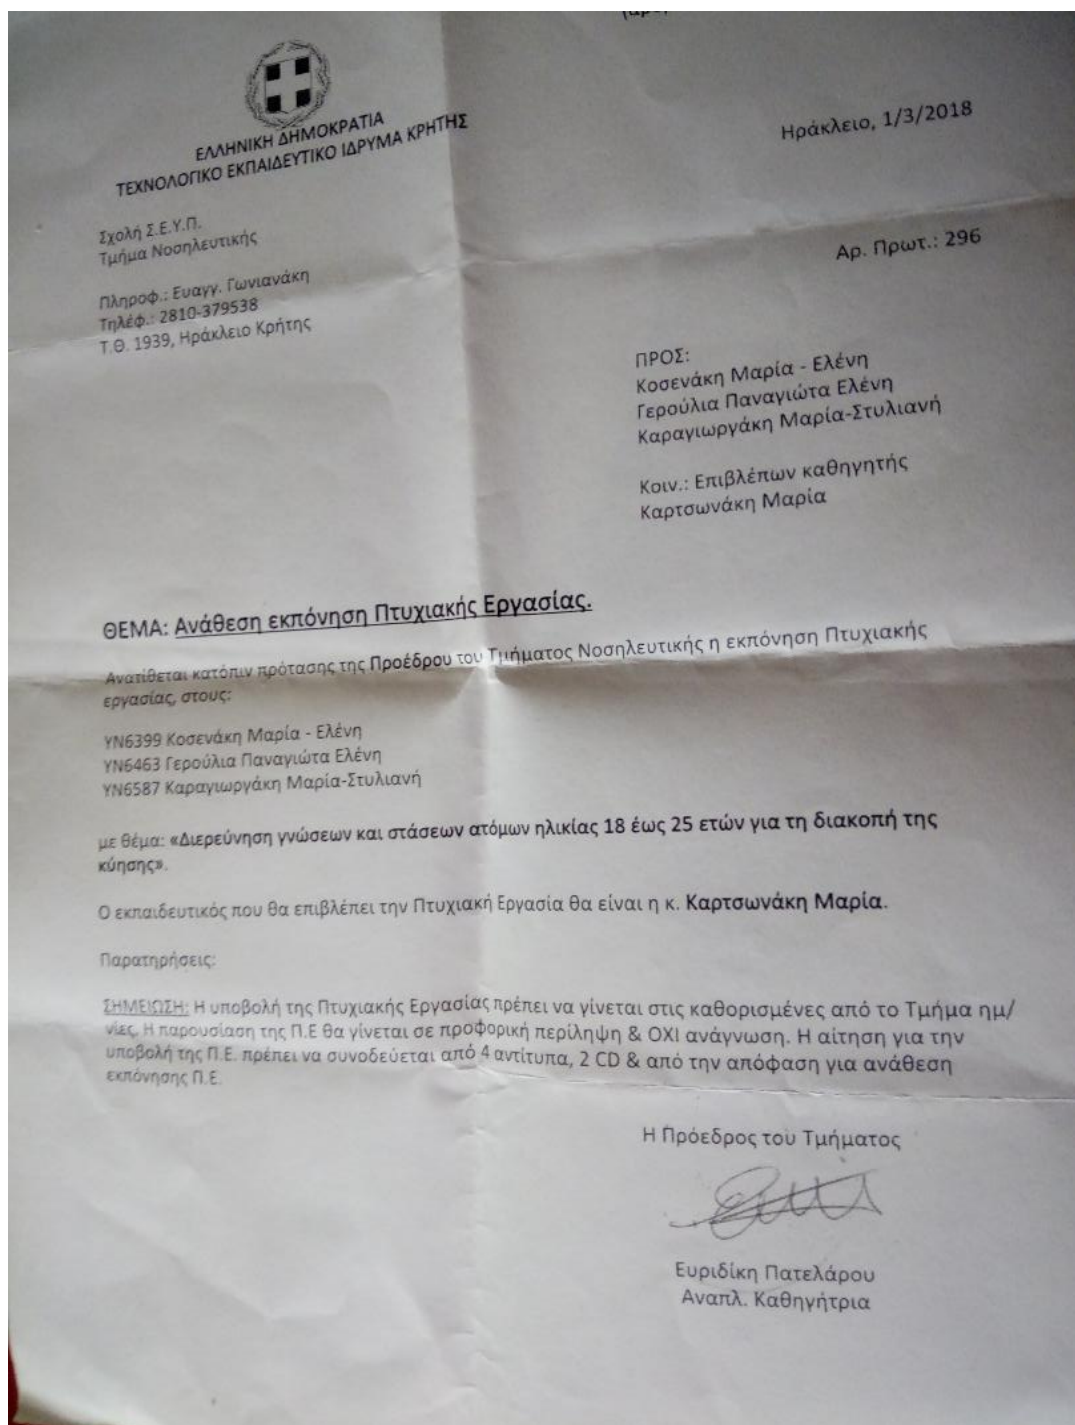 ΕΛΛΗΝΙΚΗ ΔΗΜΟΚΡΑΤΙΑ
ΤΕΧΝΟΛΟΓΙΚΟ ΕΚΠΑΙΔΕΥΤΙΚΟ ΙΔΡΥΜΑ ΚΡΗΤΗΣ
Ηράκλειο, 1/3/2018
Σχολή Σ.Ε.Υ.Π.
Τμήμα Νοσηλευτικής
Αρ. Πρωτ.: 296
Πληροφ.: Ευαγγ. Γωνιανάκη
Τηλέφ.: 2810-379538
Τ.Θ. 1939, Ηράκλειο Κρήτης
ΠΡΟΣ:
Κοσενάκη Μαρία - Ελένη
Γερούλια Παναγιώτα Ελένη
Καραγιωργάκη Μαρία-Στυλιανή
Κοιν.: Επιβλέπων καθηγητής
Καρτσωνάκη Μαρία
ΘΕΜΑ: Ανάθεση εκπόνηση Πτυχιακής Εργασίας.
Ανατίθεται κατόπιν πρότασης της Προέδρου του Τμήματος Νοσηλευτικής η εκπόνηση Πτυχιακής
εργασίας, στους:
ΥΝ6399 Κοσενάκη Μαρία - Ελένη
ΥΝ6463 Γερούλια Παναγιώτα Ελένη
ΥΝ6587 Καραγιωργάκη Μαρία-Στυλιανή
με θέμα: «Διερεύνηση γνώσεων και στάσεων ατόμων ηλικίας 18 έως 25 ετών για τη διακοπή της
κύησης».
Ο εκπαιδευτικός που θα επιβλέπει την Πτυχιακή Εργασία θα είναι η κ. Καρτσωνάκη Μαρία.
Παρατηρήσεις:
ΣΗΜΕΙΩΣΗ: Η υποβολή της Πτυχιακής Εργασίας πρέπει να γίνεται στις καθορισμένες από το Τμήμα ημ/
νίες. Η παρουσίαση της Π.Ε θα γίνεται σε προφορική περίληψη & ΟΧΙ ανάγνωση. Η αίτηση για την
υποβολή της Π.Ε. πρέπει να συνοδεύεται από 4 αντίτυπα, 2 CD & από την απόφαση για ανάθεση
εκπόνησης Π.Ε.
Η Πρόεδρος του Τμήματος
Ευριδίκη Πατελάρου
Αναπλ. Καθηγήτρια